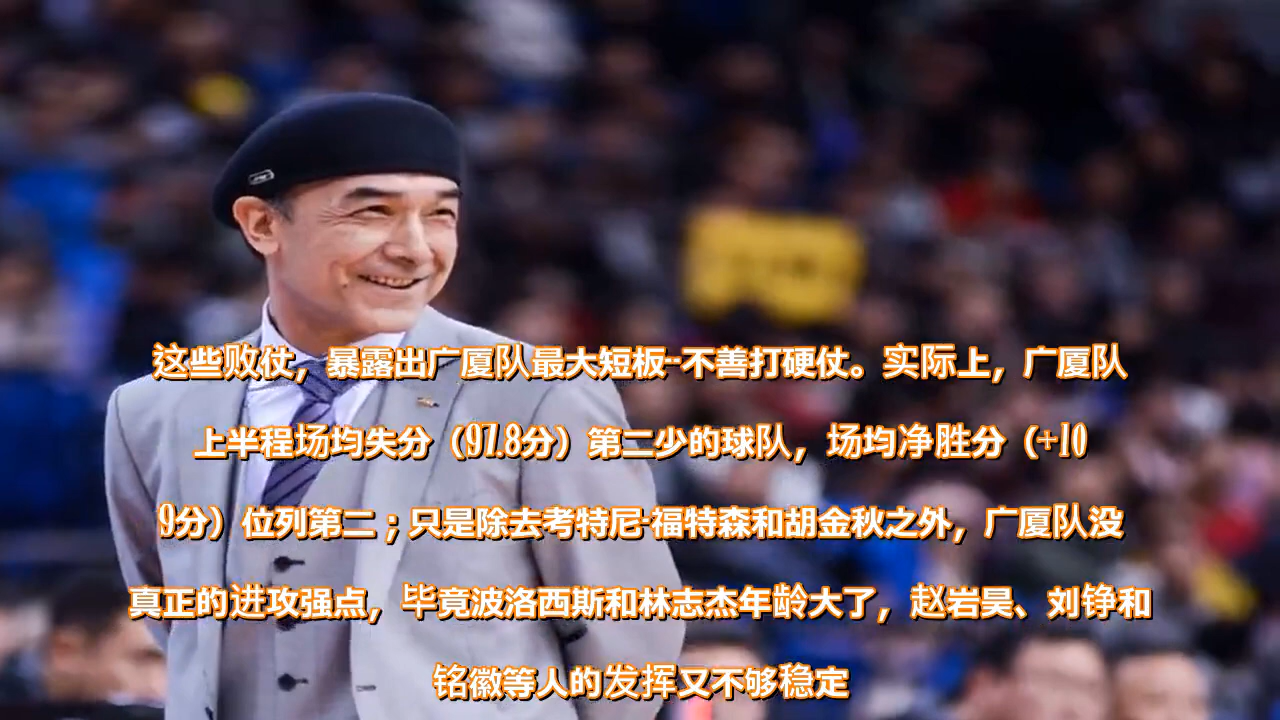 这些败仗，暴露出广厦队最大短板--不善打硬仗。实际上，广厦队
上半程场均失分（97.8分）第二少的球队，场均净胜分（+10
9分）位列第二；只是除去考特尼·福特森和胡金秋之外，广厦队没
真正的进攻强点，毕竟波洛西斯和林志杰年龄大了，赵岩昊、刘铮和
铭徽等人的发挥又不够稳定